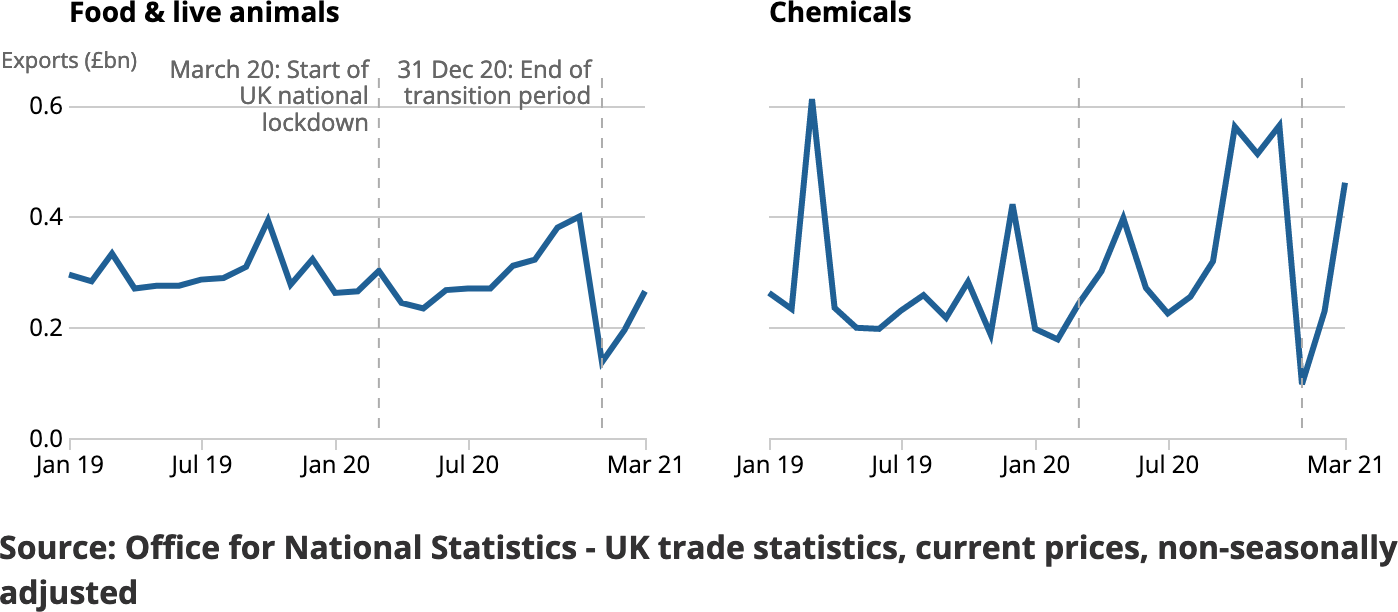 Food & live animals
Chemicals
Exports (£bn)
March 20: Start of
UK national
lockdown
31 Dec 20: End of
transition period
0.6
0.4
0.2
0.0
Jan 19
Jul 19
Jan 20
Jul 20
Mar 21
Jan 19
Jul 19
Jan 20
Jul 20
Mar 21
Source: Office for National Statistics - UK trade statistics, current prices, non-seasonally
adjusted